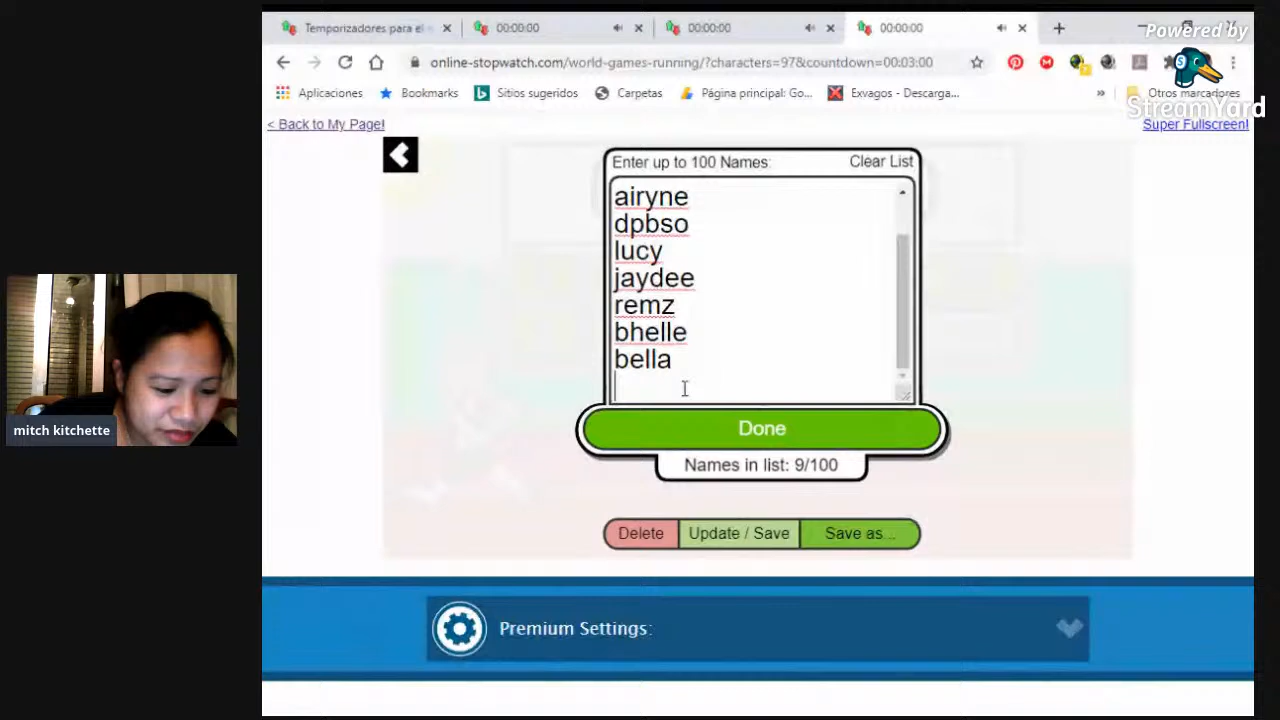 Temporizadores para el
00:00:00
00:00:00
00:00:00
Powered by
StreamYard
online-stopwatch.com/world-games-running/?characters=97&countdown=00:03:00
Aplicaciones
Bookmarks
Sitios sugeridos
Carpetas
Página principal: Go...
Exvagos - Descarga...
»
Otros marcadores
< Back to My Page!
Super Fullscreen!
Enter up to 100 Names:
Clear List
airyne
dpbso
lucy
jaydee
remz
bhelle
bella
Done
Names in list: 9/100
Delete
Update / Save
Save as...
mitch kitchette
Premium Settings: